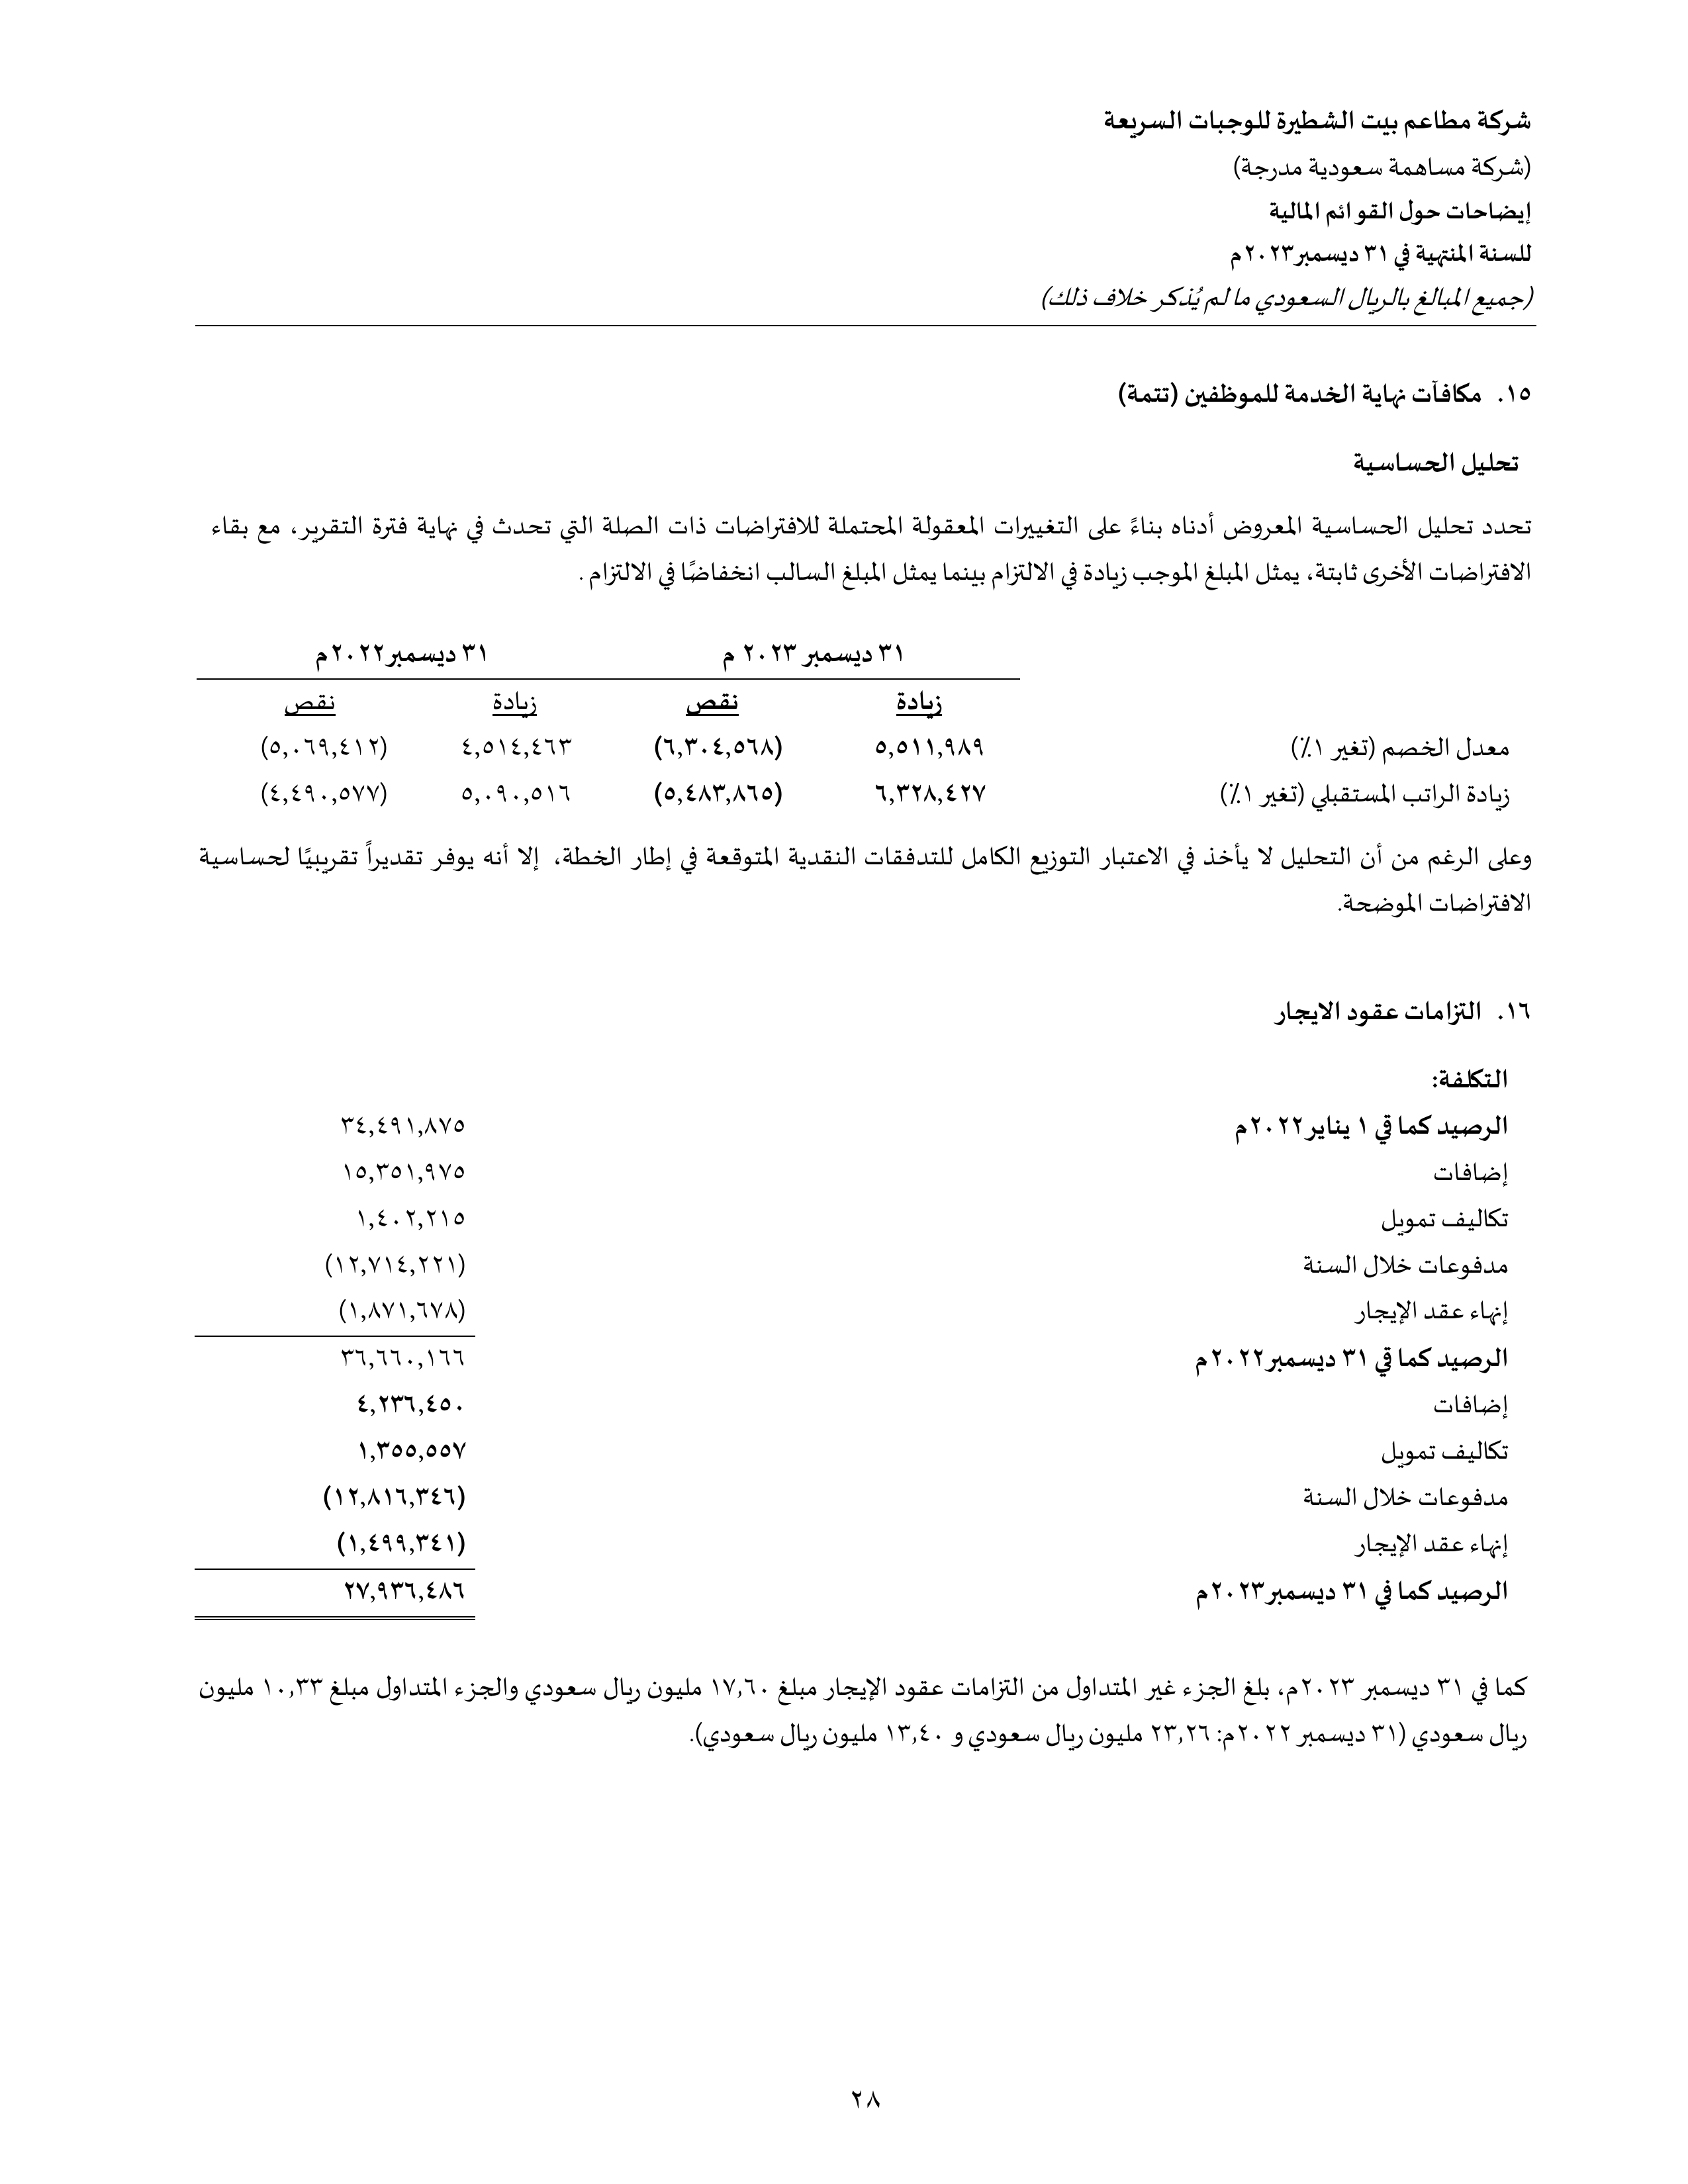 شركة مطاعم بيت الشطيرة للوجبات السريعة
(شركة مساهمة سعودية مدرجة)
إيضاحات حول القوائم المالية
للسنة المنتهية في ٣١ ديسمبر ٢٠٢٣م
(جميع المبالغ بالريال السعودي ما لم يُذكر خلاف ذلك)
١٥. مكافآت نهاية الخدمة للموظفين (تتمة)
تحليل الحساسية
تحدد تحليل الحساسية المعروض أدناه بناءً على التغييرات المعقولة المحتملة للافتراضات ذات الصلة التي تحدث في نهاية فترة التقرير، مع بقاء
الافتراضات الأخرى ثابتة، يمثل المبلغ الموجب زيادة في الالتزام بينما يمثل المبلغ السالب انخفاضًا في الالتزام .
٣١ ديسمبر ٢٠٢٣ م ٣١ ديسمبر ٢٠٢٢م
زيادة نقص زيادة نقص
معدل الخصم (تغير ١٪) ٥,٥١١,٩٨٩ (٦,٣٠٤,٥٦٨) ٤,٥١٤,٤٦٣ (٥,٠٦٩,٤١٢)
زيادة الراتب المستقبلي (تغير ١٪) ٦,٣٢٨,٤٢٧ (٥,٤٨٣,٨٦٥) ٥,٠٩٠,٥١٦ (٤,٤٩٠,٥٧٧)
وعلى الرغم من أن التحليل لا يأخذ في الاعتبار التوزيع الكامل للتدفقات النقدية المتوقعة في إطار الخطة، إلا أنه يوفر تقديراً تقريبيًا لحساسية
الافتراضات الموضحة.
١٦. التزامات عقود الايجار
التكلفة:
الرصيد كما في ١ يناير ٢٠٢٢م ٣٤,٤٩١,٨٧٥
إضافات ١٥,٣٥١,٩٧٥
تكاليف تمويل ١,٤٠٢,٢١٥
مدفوعات خلال السنة (١٢,٧١٤,٢٢١)
إنهاء عقد الإيجار (١,٨٧١,٦٧٨)
الرصيد كما في ٣١ ديسمبر ٢٠٢٢م ٣٦,٦٦٠,١٦٦
إضافات ٤,٢٣٦,٤٥٠
تكاليف تمويل ١,٣٥٥,٥٥٧
مدفوعات خلال السنة (١٢,٨١٦,٣٤٦)
إنهاء عقد الإيجار (١,٤٩٩,٣٤١)
الرصيد كما في ٣١ ديسمبر ٢٠٢٣م ٢٧,٩٣٦,٤٨٦
كما في ٣١ ديسمبر ٢٠٢٣م، بلغ الجزء غير المتداول من التزامات عقود الإيجار مبلغ ١٧,٦٠ مليون ريال سعودي والجزء المتداول مبلغ ١٠,٣٣ مليون
ريال سعودي (٣١ ديسمبر ٢٠٢٢م: ٢٣,٢٦ مليون ريال سعودي و ١٣,٤٠ مليون ريال سعودي).
٢٨